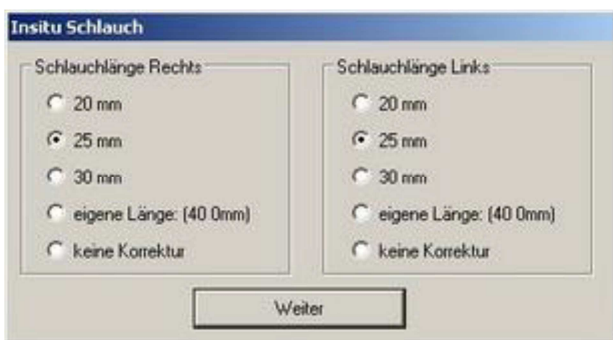 Insitu Schlauch
Schlauchlänge Rechts
20 mm
25 mm
30 mm
eigene Länge: (40 0mm)
keine Korrektur
Schlauchlänge Links
20 mm
25 mm
30 mm
eigene Länge: (40 0mm)
keine Korrektur
Weiter